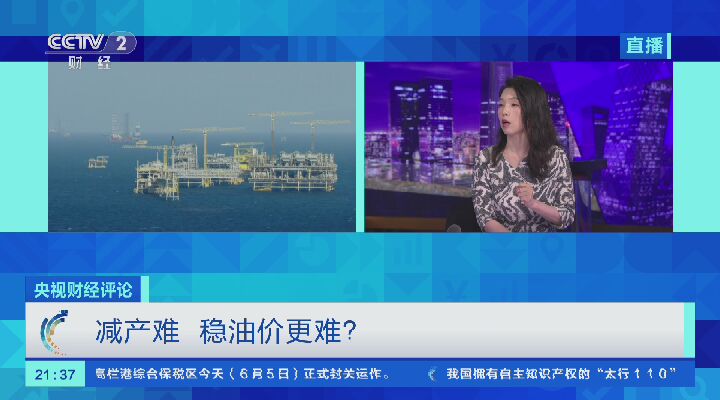 CCTV 2
财经
直播
央视财经评论
减产难 稳油价更难?
21:37 高栏港综合保税区今天(6月5日)正式封关运作。 我国拥有自主知识产权的“太行110”